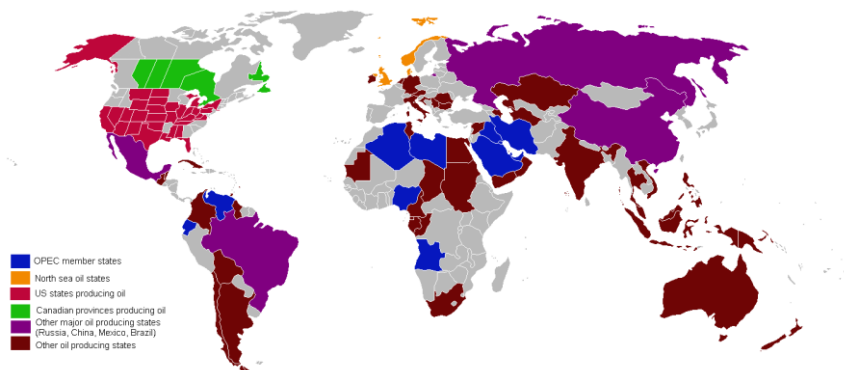 OPEC member states
North sea oil states
US states producing oil
Canadian provinces producing oil
Other major oil producing states
(Russia, China, Mexico, Brazil)
Other oil producing states